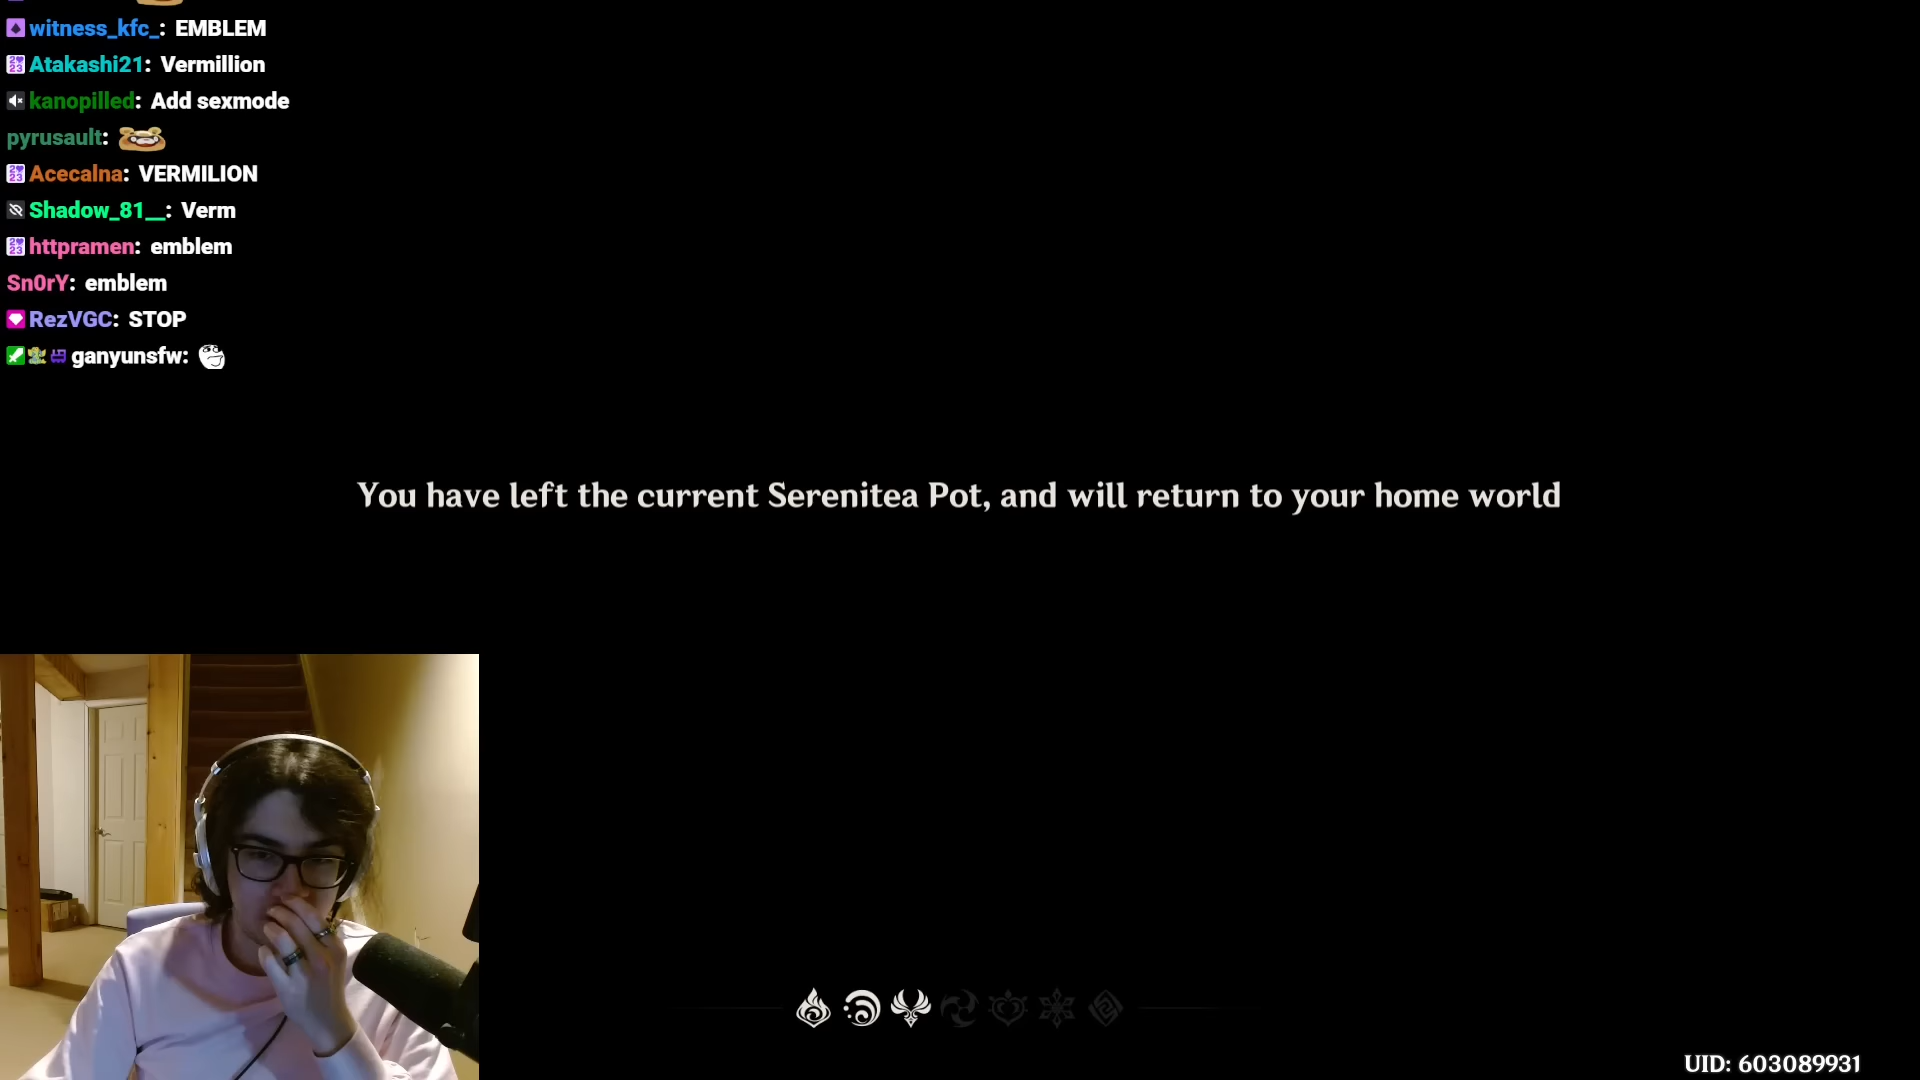 witness_kfc_: EMBLEM
Atakashi21: Vermillion
kanopilled: Add sexmode
pyrusault:
Acecalna: VERMILION
Shadow_81__: Verm
httpramen: emblem
Sn0rY: emblem
RezVGC: STOP
ganyunsfw:
You have left the current Serenitea Pot, and will return to your home world
UID: 603089931